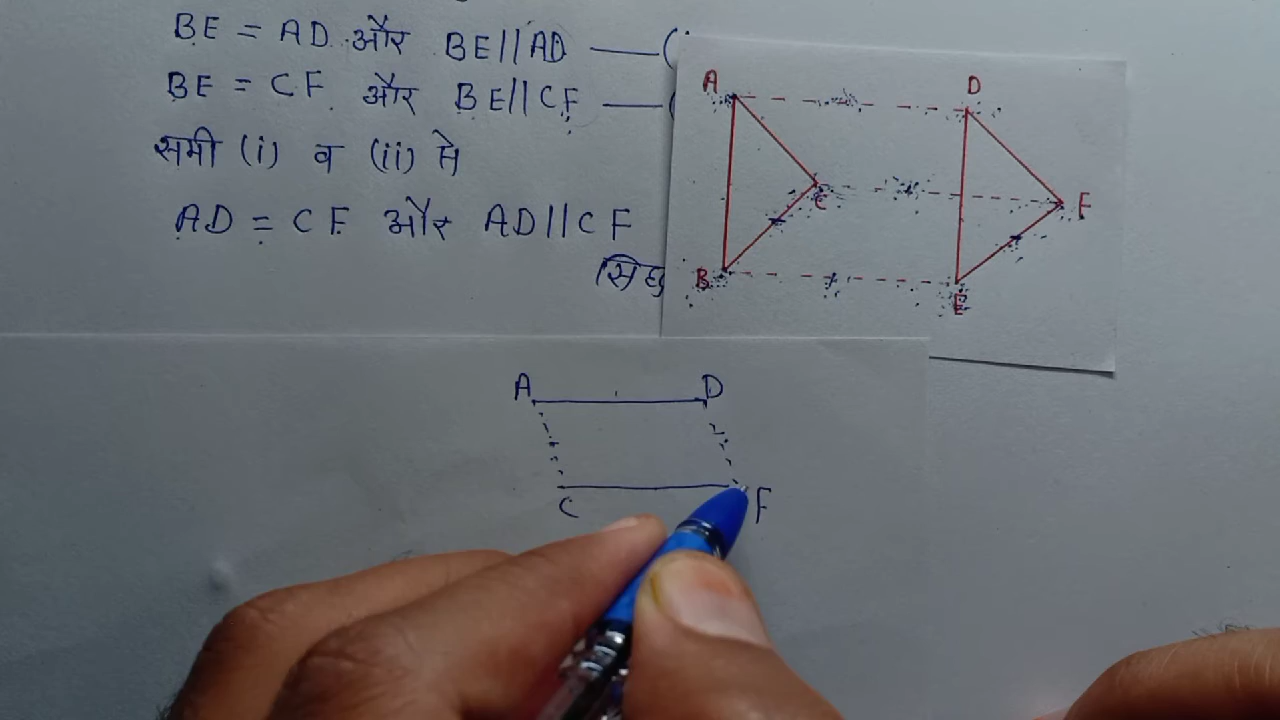 BE = AD और BE//AD —(
BE = CF और BE//CF —(
समी (i) व (ii) से
AD = CF और AD//CF
A
D
C
F
B
E
A
D
C
F